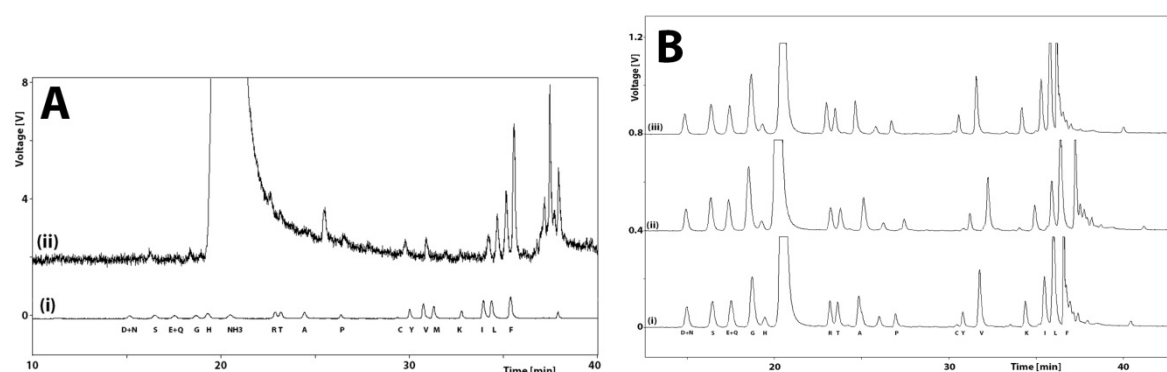 A
Voltage [V]
8
4
0
(ii)
(i)
D+N S E+Q G H NH3 R T A P C Y V M K I L F
10 20 30 40
Time [min]
B
Voltage [V]
1.2
0.8
0.4
0
(iii)
(ii)
(i)
D+N S E+Q G H R T A P C Y V K I L F
20 30 40
Time [min]